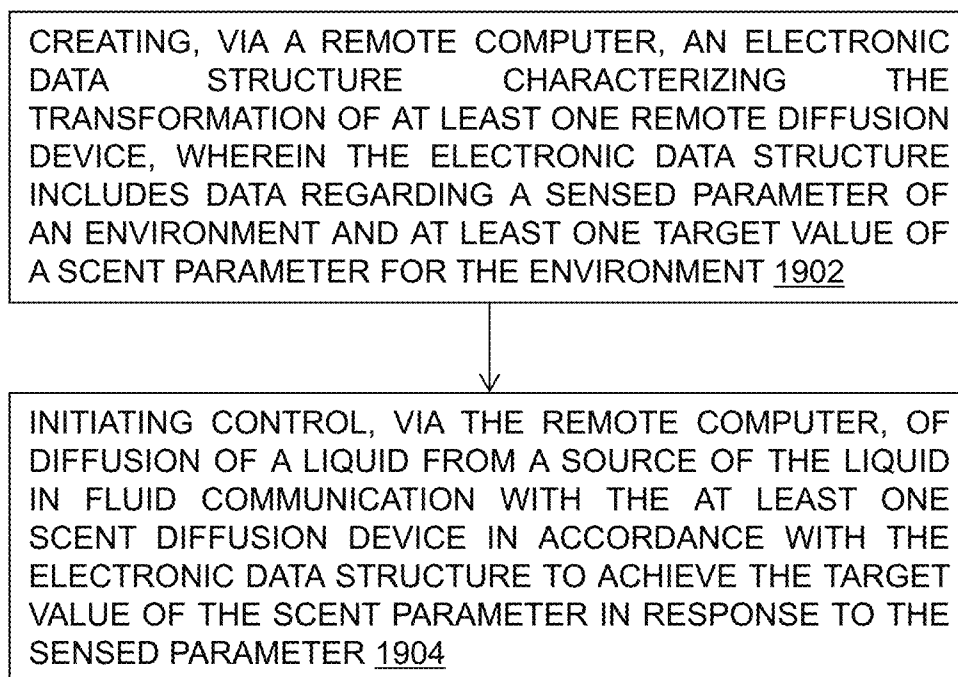 CREATING, VIA A REMOTE COMPUTER, AN ELECTRONIC
DATA STRUCTURE CHARACTERIZING THE
TRANSFORMATION OF AT LEAST ONE REMOTE DIFFUSION
DEVICE, WHEREIN THE ELECTRONIC DATA STRUCTURE
INCLUDES DATA REGARDING A SENSED PARAMETER OF
AN ENVIRONMENT AND AT LEAST ONE TARGET VALUE OF
A SCENT PARAMETER FOR THE ENVIRONMENT 1902
INITIATING CONTROL, VIA THE REMOTE COMPUTER, OF
DIFFUSION OF A LIQUID FROM A SOURCE OF THE LIQUID
IN FLUID COMMUNICATION WITH THE AT LEAST ONE
SCENT DIFFUSION DEVICE IN ACCORDANCE WITH THE
ELECTRONIC DATA STRUCTURE TO ACHIEVE THE TARGET
VALUE OF THE SCENT PARAMETER IN RESPONSE TO THE
SENSED PARAMETER 1904